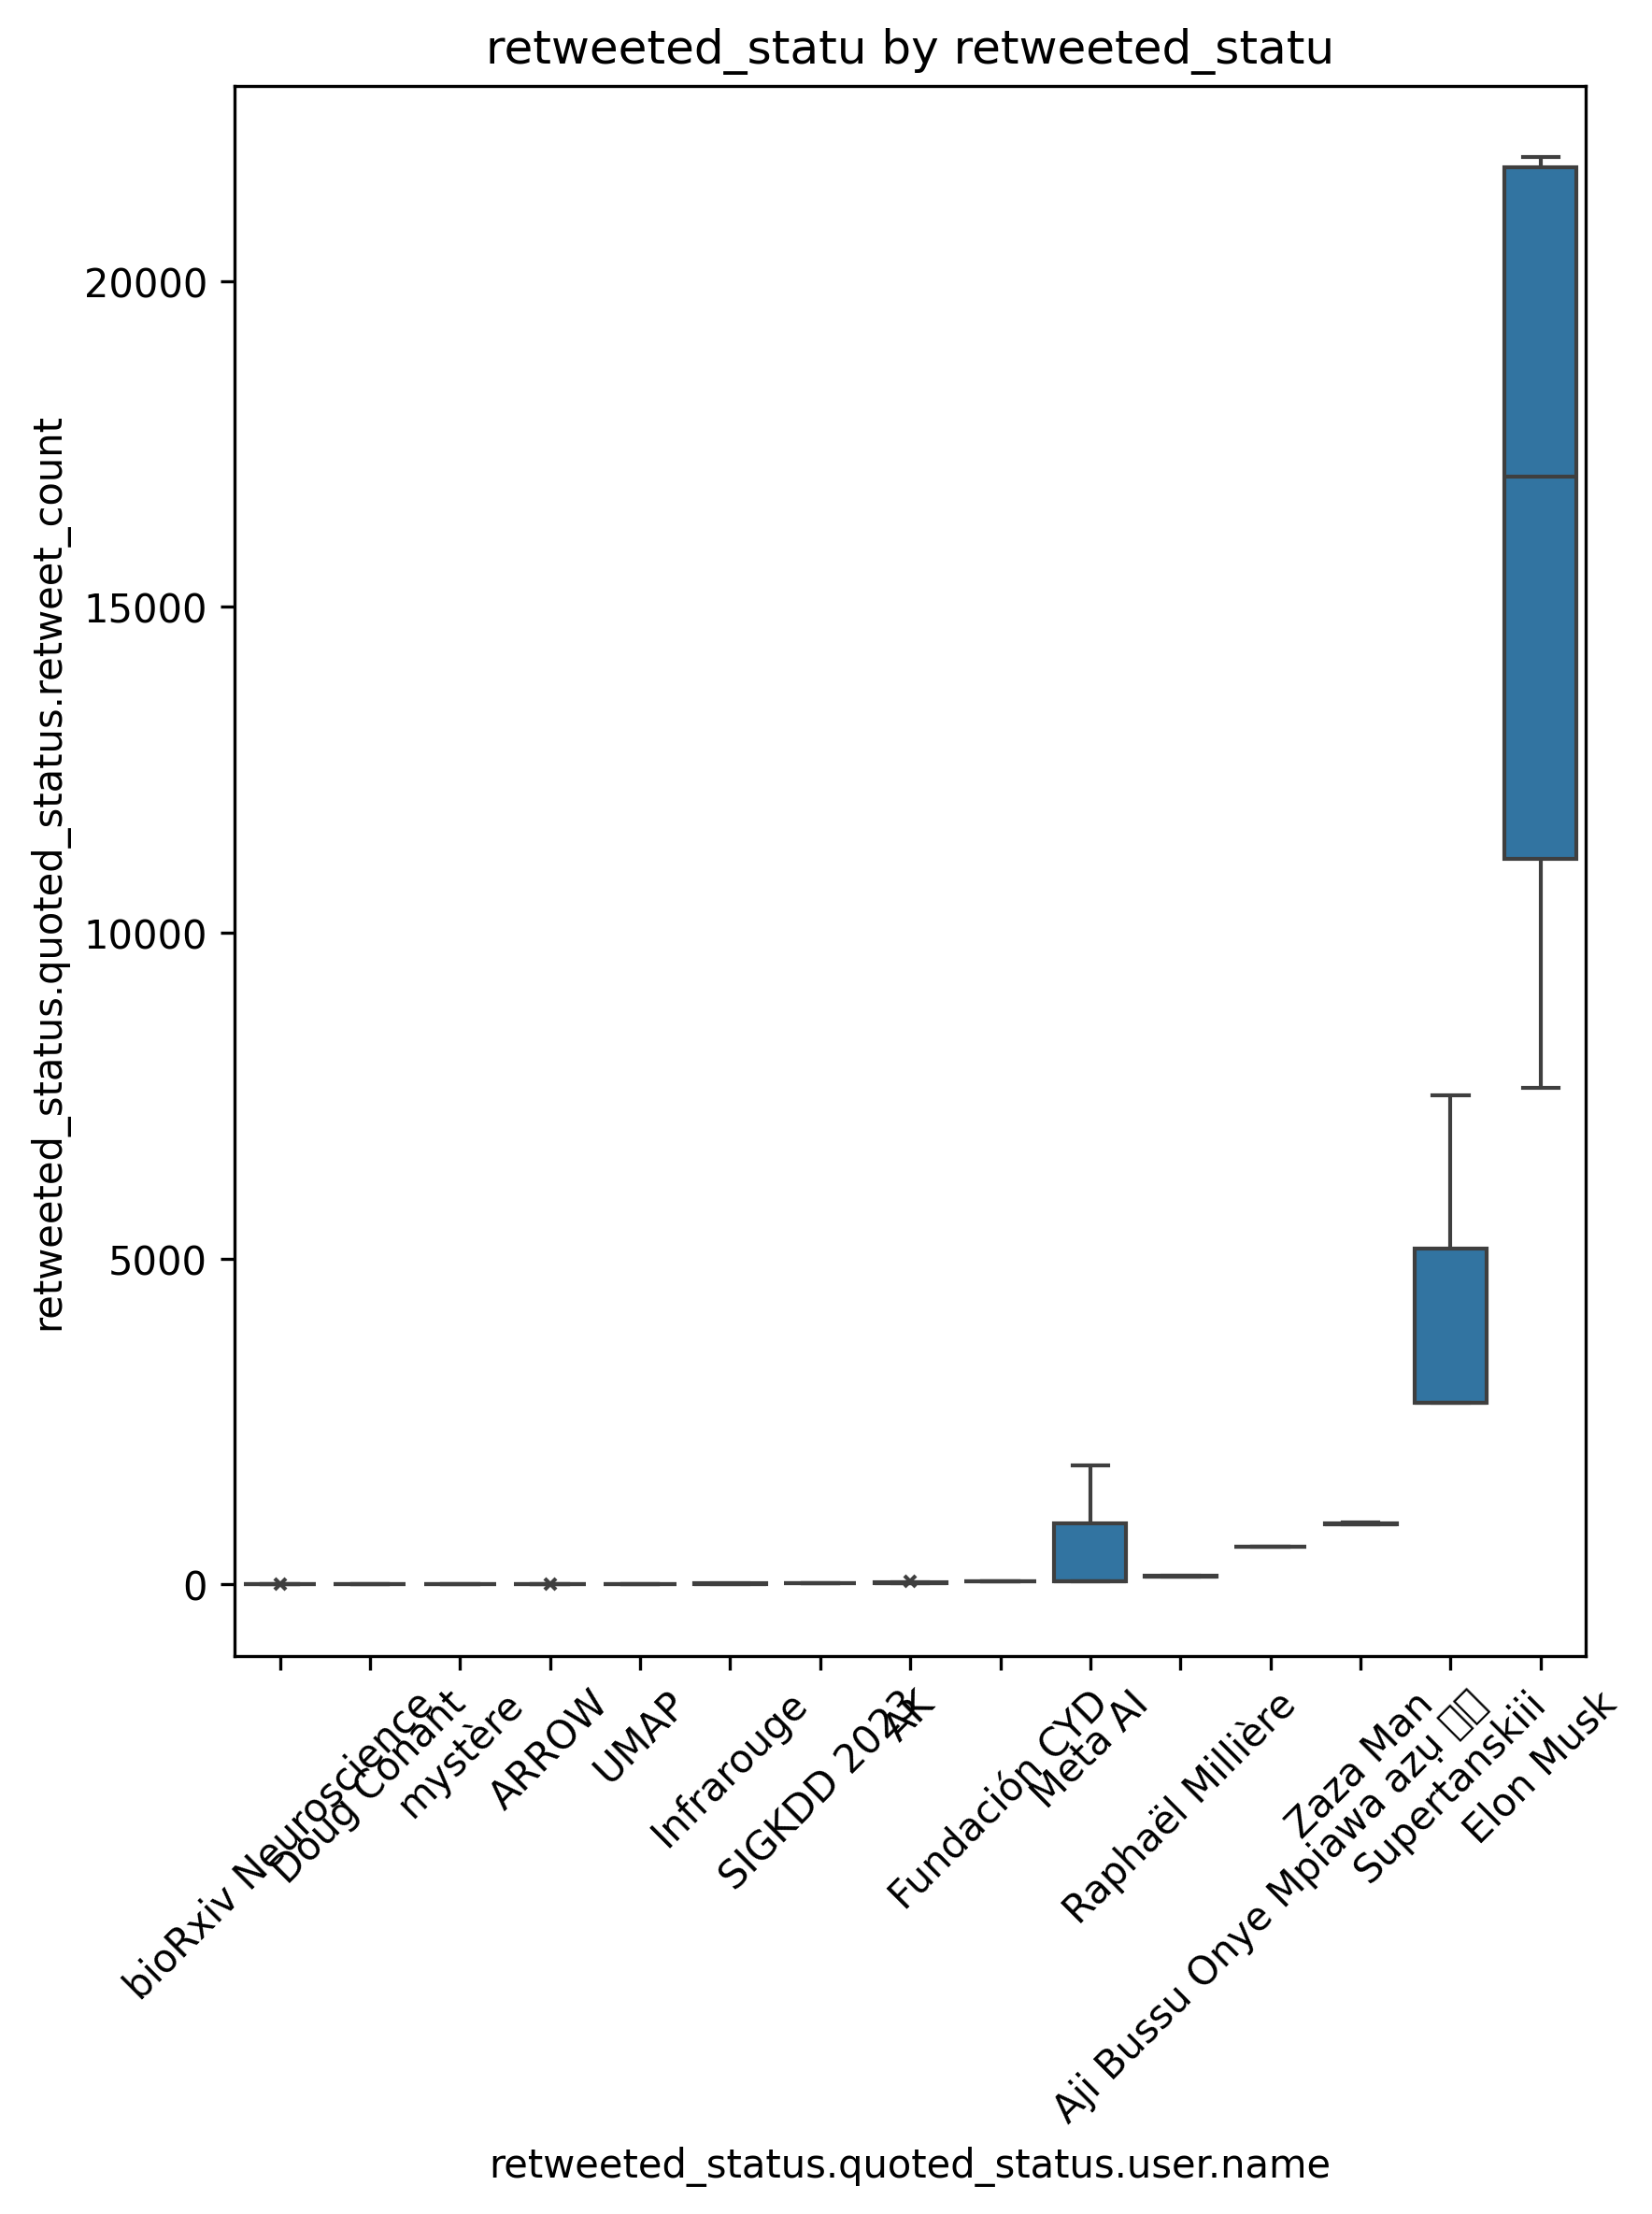 retweeted_statu by retweeted_statu
retweeted_status.quoted_status.retweet_count
20000
15000
10000
5000
0
bioRxiv Neuroscience
Doug Conant
mystère
ARROW
UMAP
Infrarouge
SIGKDD 2023
AK
Fundación CYD
Meta AI
Raphaël Millière
Aji Bussu Onye Mpiawa azụ
Zaza Man
Supertanskiii
Elon Musk
retweeted_status.quoted_status.user.name